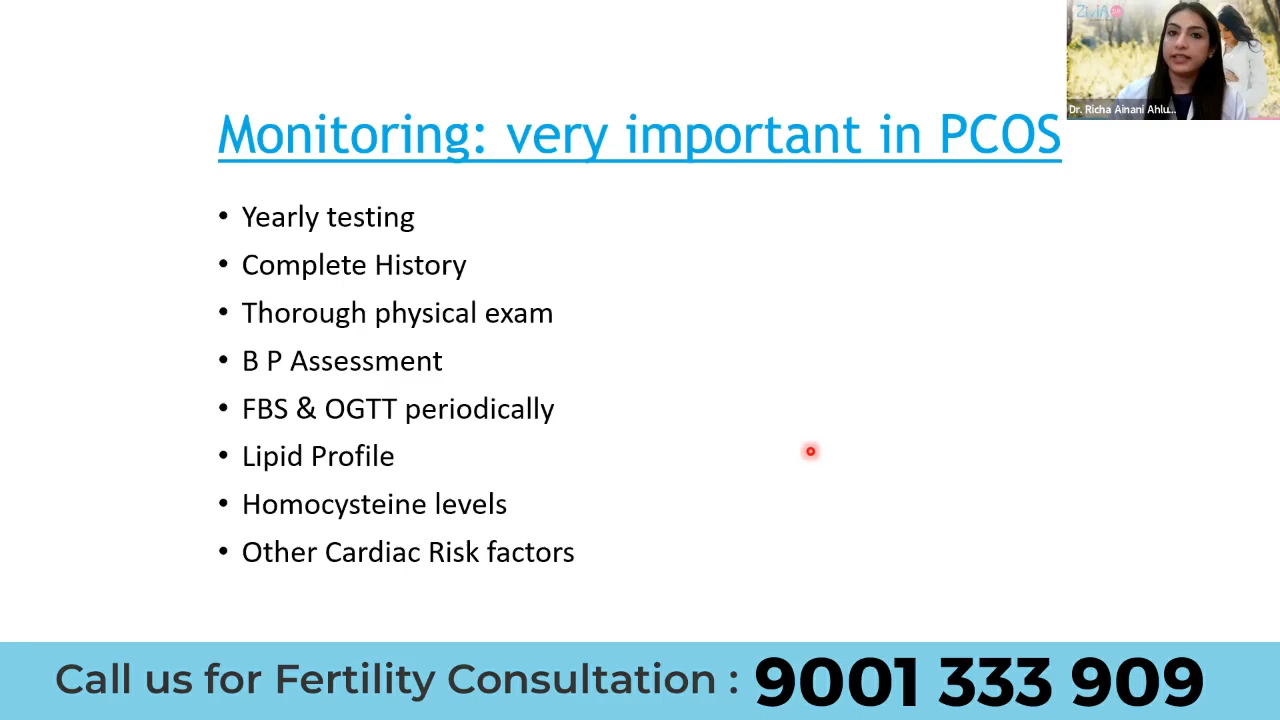 Dr. Richa Ainani Ahlu...
Monitoring: very important in PCOS
• Yearly testing
• Complete History
• Thorough physical exam
• B P Assessment
• FBS & OGTT periodically
• Lipid Profile
• Homocysteine levels
• Other Cardiac Risk factors
Call us for Fertility Consultation : 9001 333 909